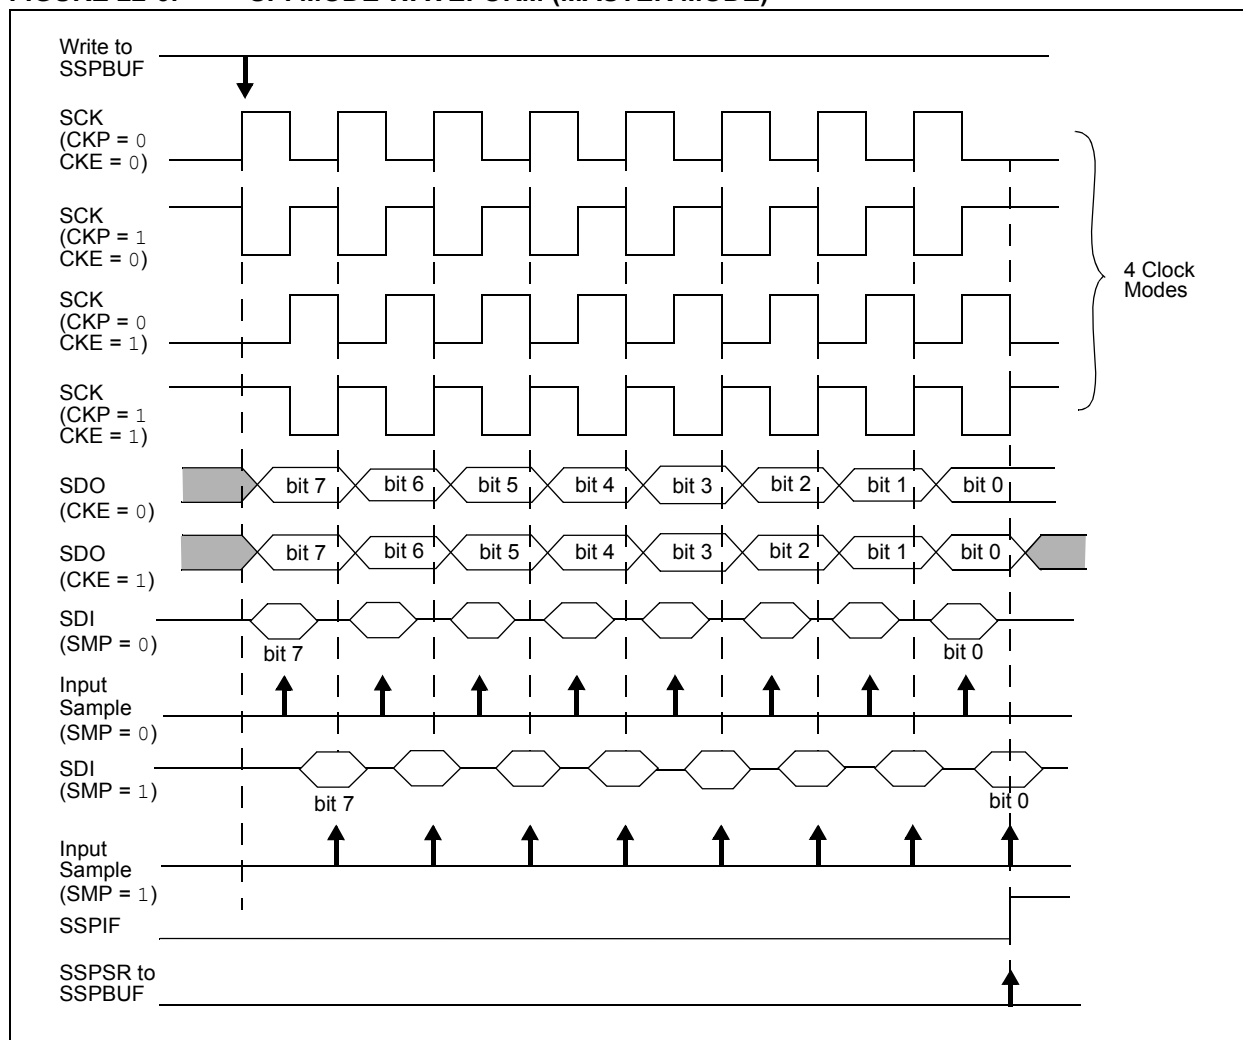 Write to
SSPBUF
SCK
(CKP = 0
CKE = 0)
SCK
(CKP = 1
CKE = 0)
SCK
(CKP = 0
CKE = 1)
SCK
(CKP = 1
CKE = 1)
4 Clock
Modes
SDO
(CKE = 0)
bit 7 bit 6 bit 5 bit 4 bit 3 bit 2 bit 1 bit 0
SDO
(CKE = 1)
bit 7 bit 6 bit 5 bit 4 bit 3 bit 2 bit 1 bit 0
SDI
(SMP = 0)
bit 7 bit 0
Input
Sample
(SMP = 0)
SDI
(SMP = 1)
bit 7 bit 0
Input
Sample
(SMP = 1)
SSPIF
SSPSR to
SSPBUF